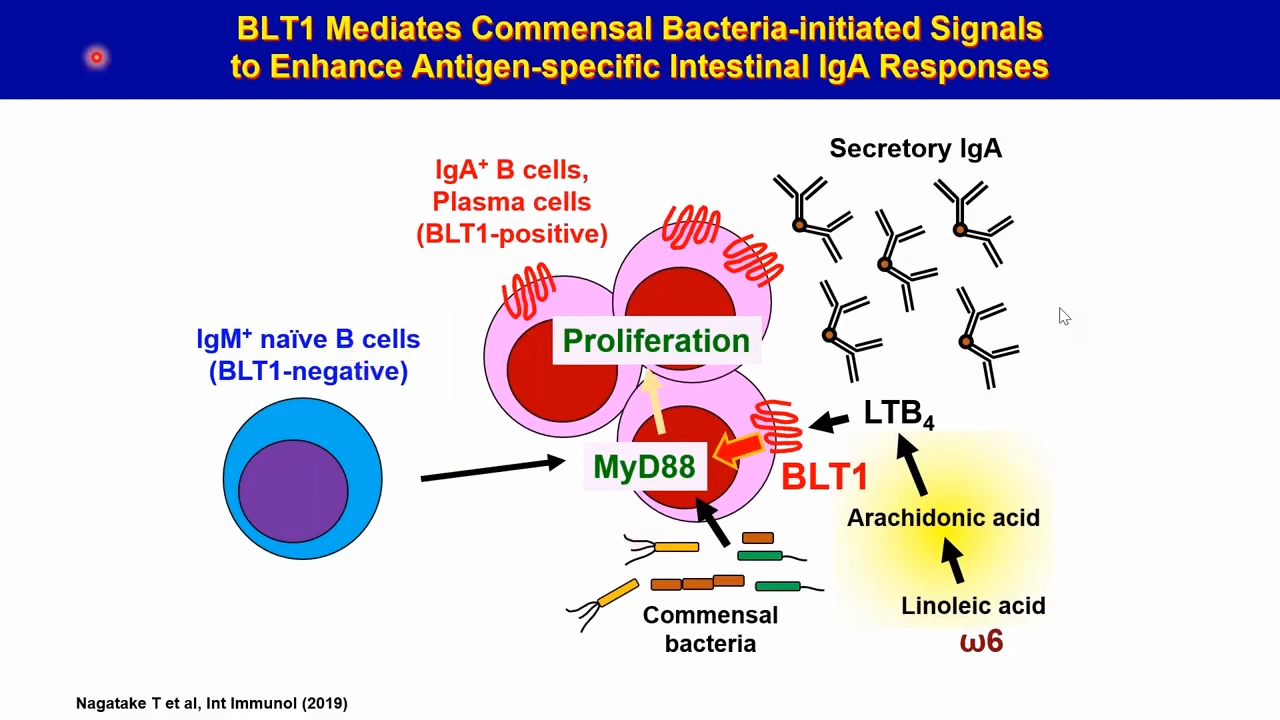 BLT1 Mediates Commensal Bacteria-initiated Signals
to Enhance Antigen-specific Intestinal IgA Responses
Secretory IgA
IgA⁺ B cells,
Plasma cells
(BLT1-positive)
IgM⁺ naïve B cells
(BLT1-negative)
Proliferation
LTB₄
MyD88
BLT1
Arachidonic acid
Linoleic acid
ω6
Commensal
bacteria
Nagatake T et al, Int Immunol (2019)